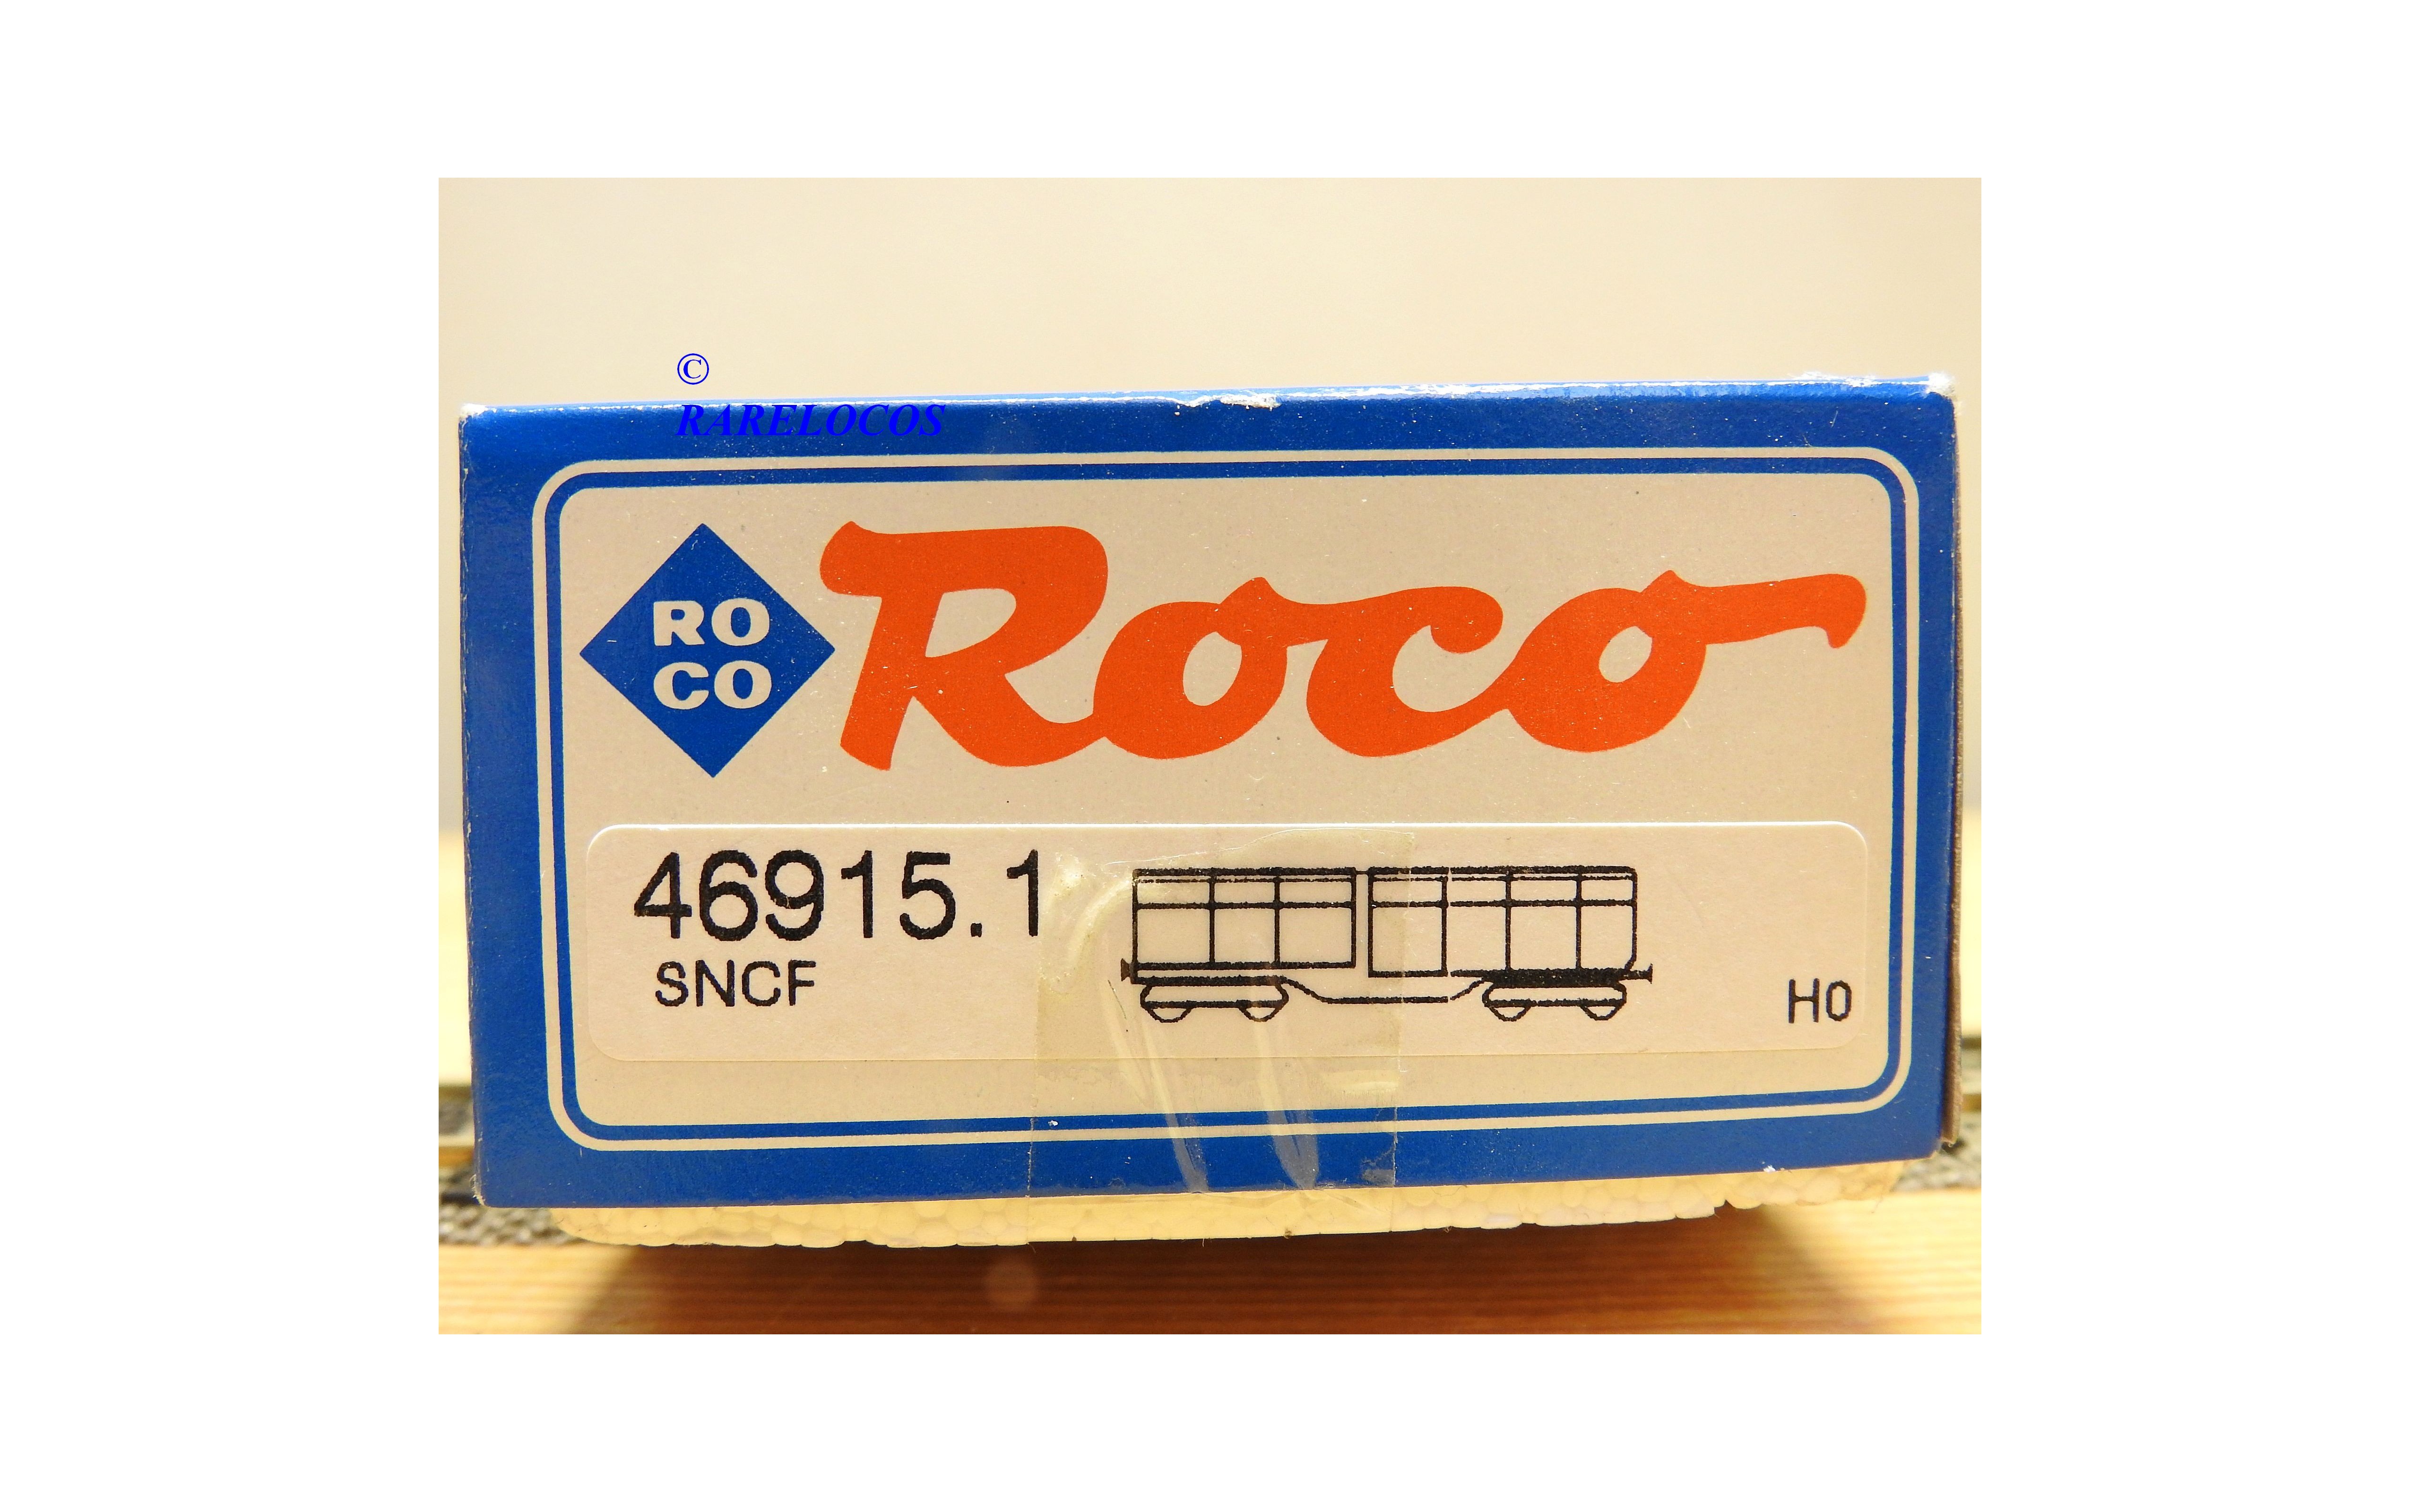 ©
RARELOCOS
RO
CO
Roco
46915.1
SNCF
H0